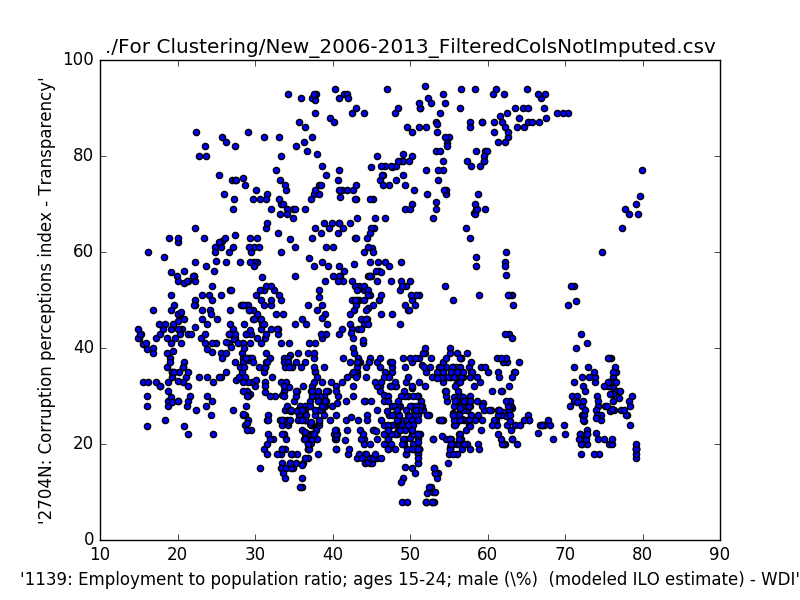 ./For Clustering/New_2006-2013_FilteredColsNotImputed.csv
'2704N: Corruption perceptions index - Transparency'
100
80
60
40
20
0
10 20 30 40 50 60 70 80 90
'1139: Employment to population ratio; ages 15-24; male (\%)  (modeled ILO estimate) - WDI'